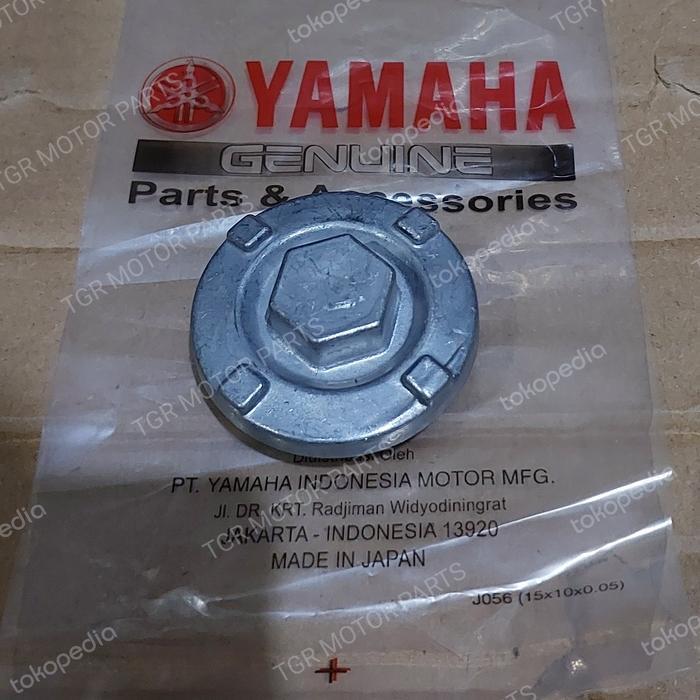 YAMAHA
GENUINE
Parts & Accessories
Oleh
PT. YAMAHA INDONESIA MOTOR MFG.
Jl. DR. KRT. Radjiman Widyodiningrat
JAKARTA - INDONESIA 13920
MADE IN JAPAN
J056 (15x10x0.05)
TGR MOTOR PARTS
tokopedia